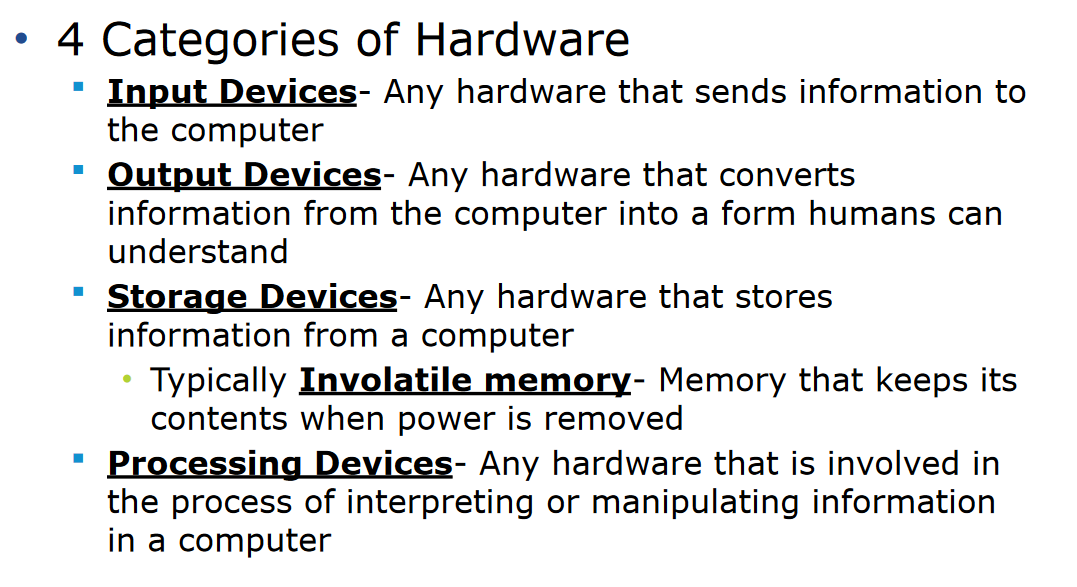 • 4 Categories of Hardware
▪ Input Devices- Any hardware that sends information to
the computer
▪ Output Devices- Any hardware that converts
information from the computer into a form humans can
understand
▪ Storage Devices- Any hardware that stores
information from a computer
• Typically Involatile memory- Memory that keeps its
contents when power is removed
▪ Processing Devices- Any hardware that is involved in
the process of interpreting or manipulating information
in a computer